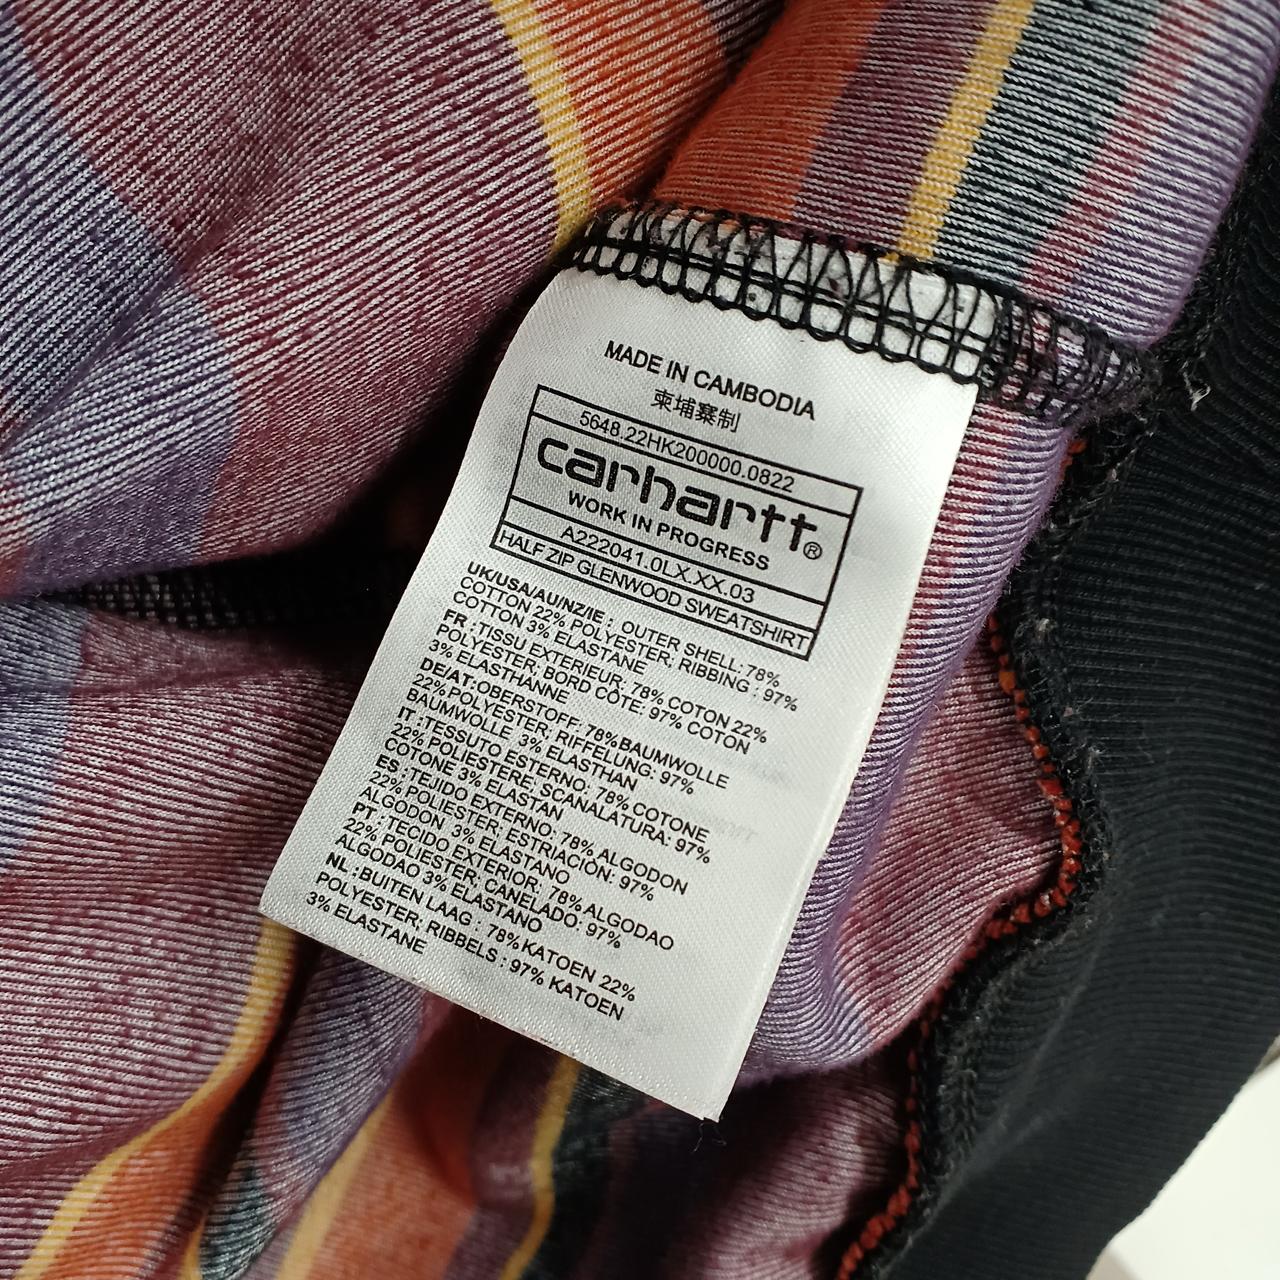 MADE IN CAMBODIA
柬埔寨制
5648.22HK200000.0822
carhartt®
WORK IN PROGRESS
A222041.0LX.XX.03
HALF ZIP GLENWOOD SWEATSHIRT
UK/USA/AU/NZ/IE : OUTER SHELL: 78%
COTTON 22% POLYESTER; RIBBING : 97%
COTTON 3% ELASTANE
FR : TISSU EXTERIEUR: 78% COTON 22%
POLYESTER; BORD COTE: 97% COTON
3% ELASTHANNE
DE/AT: OBERSTOFF: 78% BAUMWOLLE
22% POLYESTER; RIFFELUNG: 97%
BAUMWOLLE 3% ELASTHAN
IT : TESSUTO ESTERNO: 78% COTONE
22% POLIESTERE; SCANALATURA: 97%
COTONE 3% ELASTAN
ES : TEJIDO EXTERNO: 78% ALGODON
22% POLIESTER; ESTRIACIÓN: 97%
ALGODON 3% ELASTANO
PT : TECIDO EXTERIOR: 78% ALGODAO
22% POLIESTER; CANELADO: 97%
ALGODAO 3% ELASTANO
NL : BUITEN LAAG : 78% KATOEN 22%
POLYESTER; RIBBELS : 97% KATOEN
3% ELASTANE